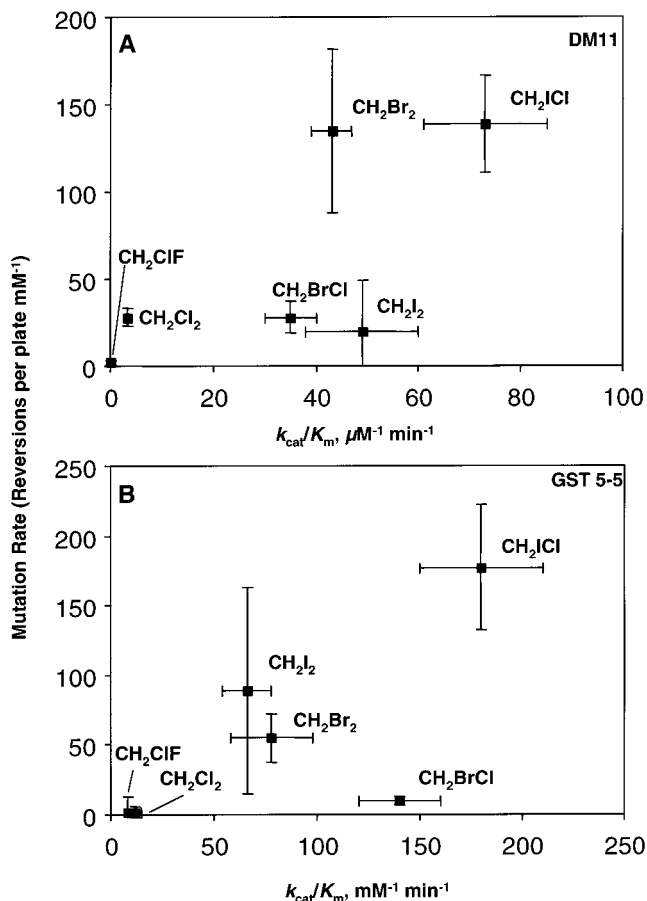 Mutation Rate (Reversions per plate mM⁻¹)
A
DM11
200
150
100
50
0
CH₂Br₂
CH₂ICl
CH₂ClF
CH₂Cl₂
CH₂BrCl
CH₂I₂
0 20 40 60 80 100
kcat/Km, μM⁻¹ min⁻¹
B
GST 5-5
250
200
150
100
50
0
CH₂ICl
CH₂I₂
CH₂Br₂
CH₂ClF
CH₂Cl₂
CH₂BrCl
0 50 100 150 200 250
kcat/Km, mM⁻¹ min⁻¹